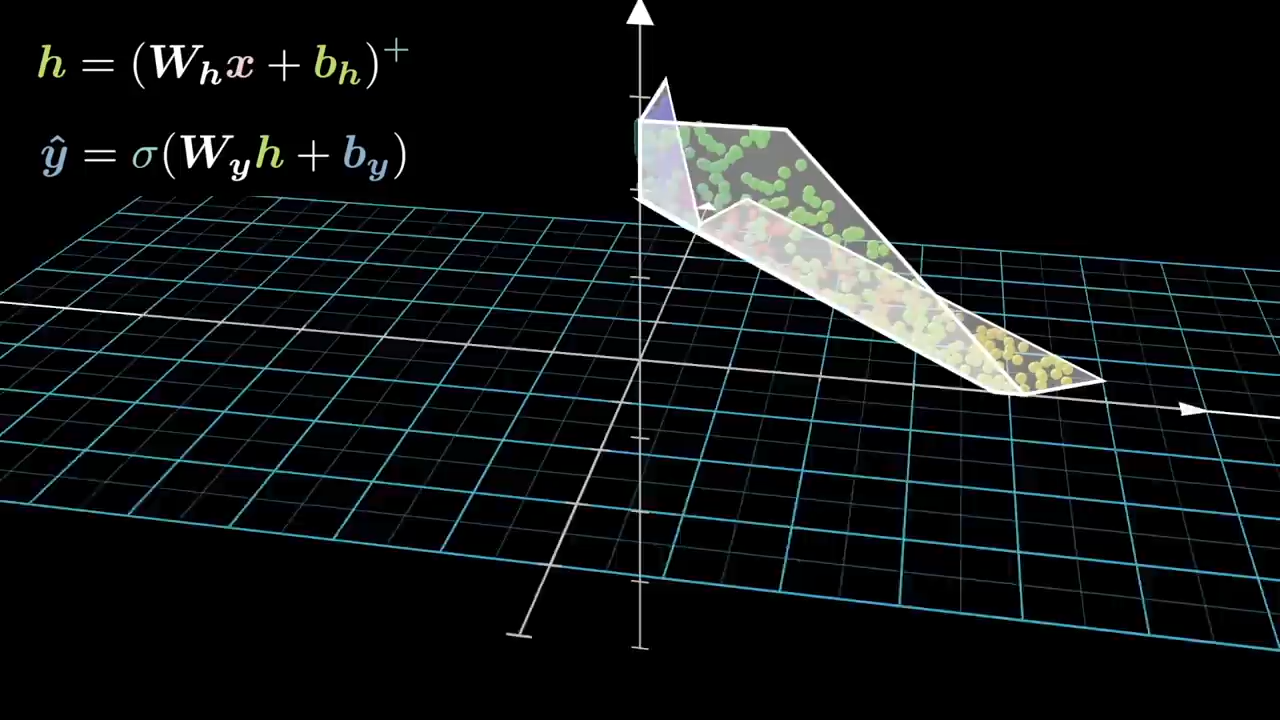 h = (W_h x + b_h)^+
ŷ = σ(W_y h + b_y)